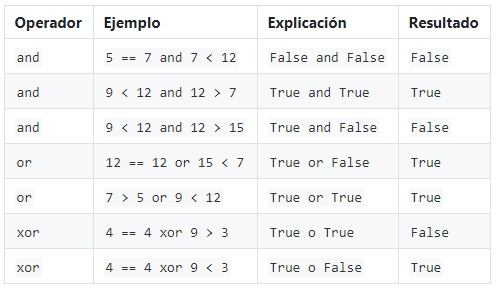 Operador Ejemplo Explicación Resultado
and 5 == 7 and 7 < 12 False and False False
and 9 < 12 and 12 > 7 True and True True
and 9 < 12 and 12 > 15 True and False False
or 12 == 12 or 15 < 7 True or False True
or 7 > 5 or 9 < 12 True or True True
xor 4 == 4 xor 9 > 3 True o True False
xor 4 == 4 xor 9 < 3 True o False True